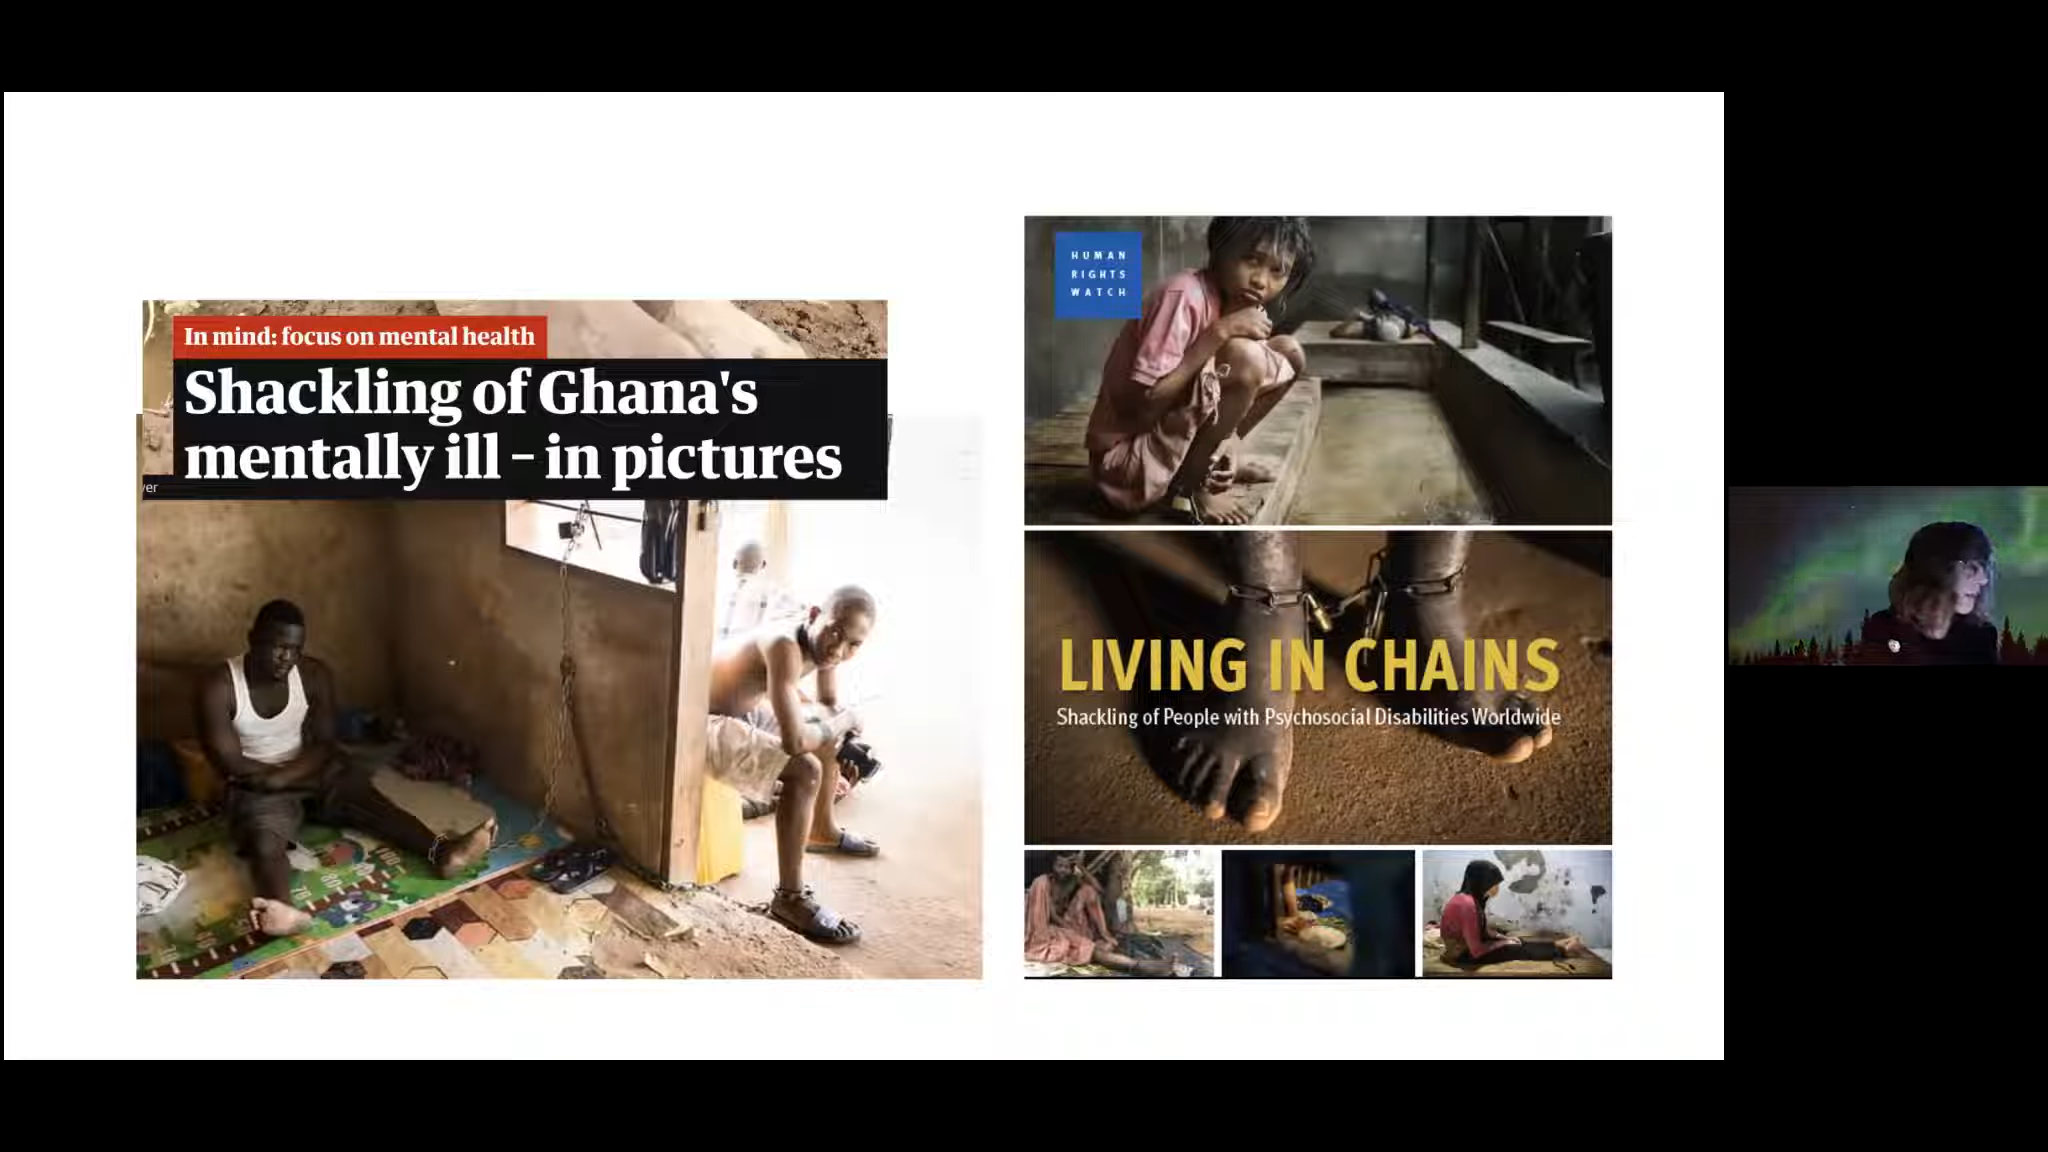 In mind: focus on mental health
Shackling of Ghana's
mentally ill – in pictures
HUMAN
RIGHTS
WATCH
LIVING IN CHAINS
Shackling of People with Psychosocial Disabilities Worldwide